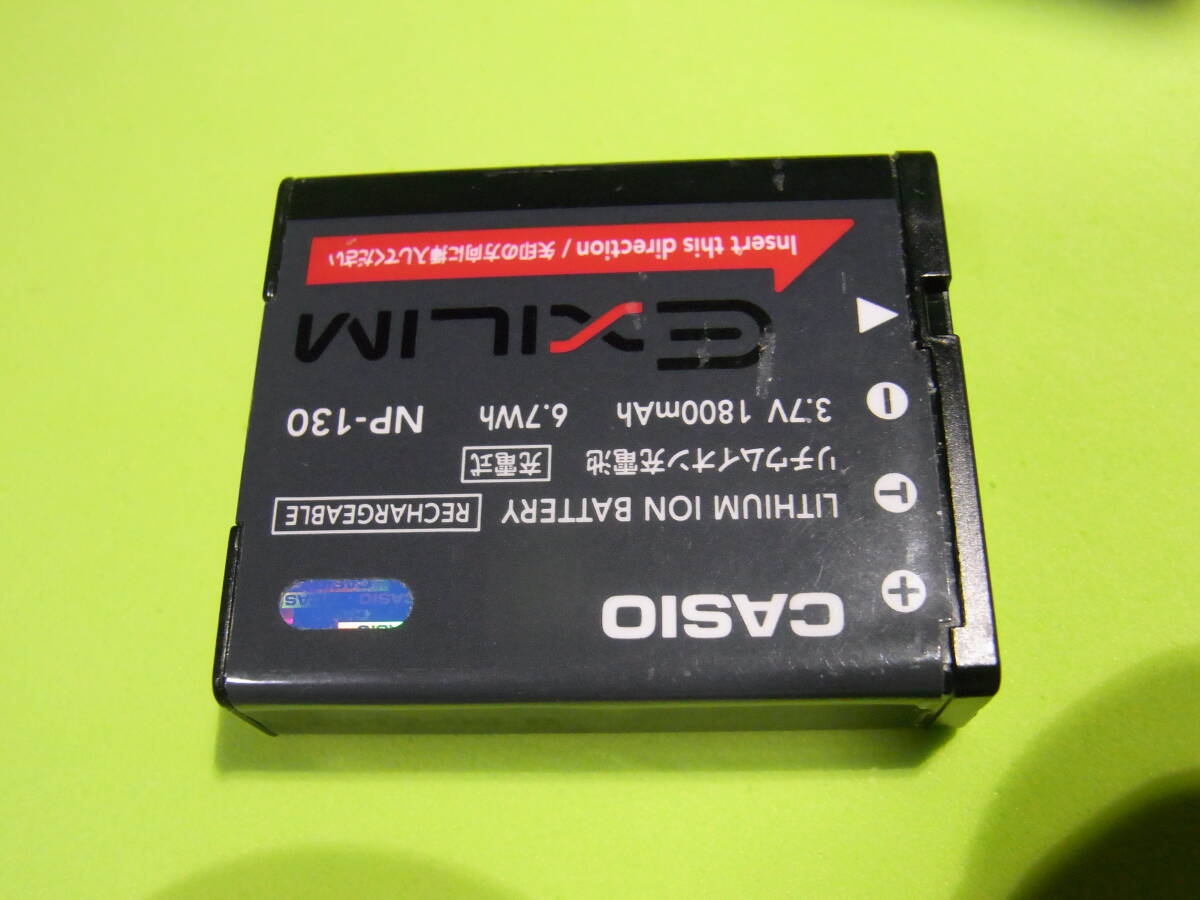 CASIO
LITHIUM ION BATTERY RECHARGEABLE
リチウムイオン充電池 充電式
3.7V 1800mAh 6.7Wh NP-130
EXILIM
Insert this direction / 矢印の方向に挿入してください
+
T
−